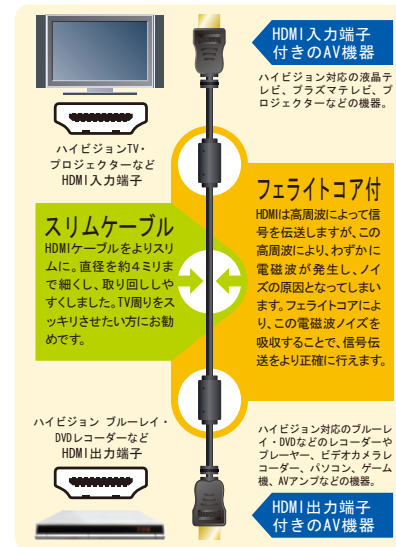 HDMI入力端子
付きのAV機器
ハイビジョン対応の液晶テ
レビ、プラズマテレビ、プ
ロジェクターなどの機器。
ハイビジョンTV・
プロジェクターなど
HDMI入力端子
フェライトコア付
HDMIは高周波によって信
号を伝送しますが、この
高周波により、わずかに
電磁波が発生し、ノイ
ズの原因となってしまい
ます。フェライトコアによ
り、この電磁波ノイズを
吸収することで、信号伝
送をより正確に行えます。
スリムケーブル
HDMIケーブルをよりスリ
ムに。直径を約4ミリま
で細くし、取り回ししや
すくしました。TV周りをス
ッキリさせたい方にお勧
めです。
ハイビジョン ブルーレイ・
DVDレコーダーなど
HDMI出力端子
ハイビジョン対応のブルーレ
イ・DVDなどのレコーダーや
プレーヤー、ビデオカメラレ
コーダー、パソコン、ゲーム
機、AVアンプなどの機器。
HDMI出力端子
付きのAV機器